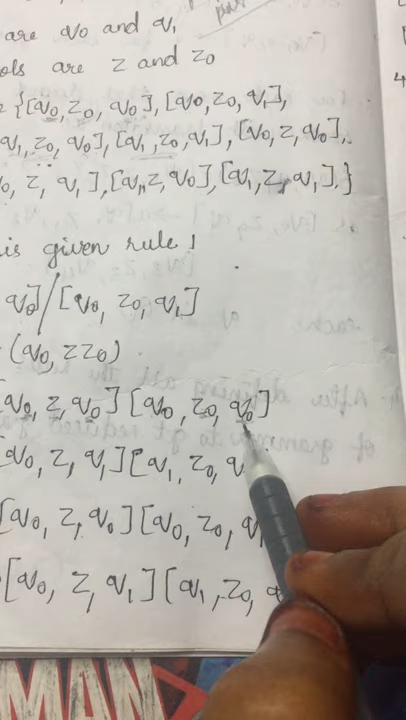 are q0 and q1
ols are z and z0
{[q0, z0, q0], [q0, z0, q1],
q1, z0, q0], [q1, z0, q1], [q0, z, q0],
z, q1], [q1, z, q0], [q1, z, q1],}
is given rule 1
q0] / [q0, z0, q1]
(q0, zz0)
q0, z, q0] [q0, z0, q0]
[q0, z, q1] [q1, z0, q
[q0, z, q0] [q0, z0, q
[q0, z, q1] [q1, z0,
MAN